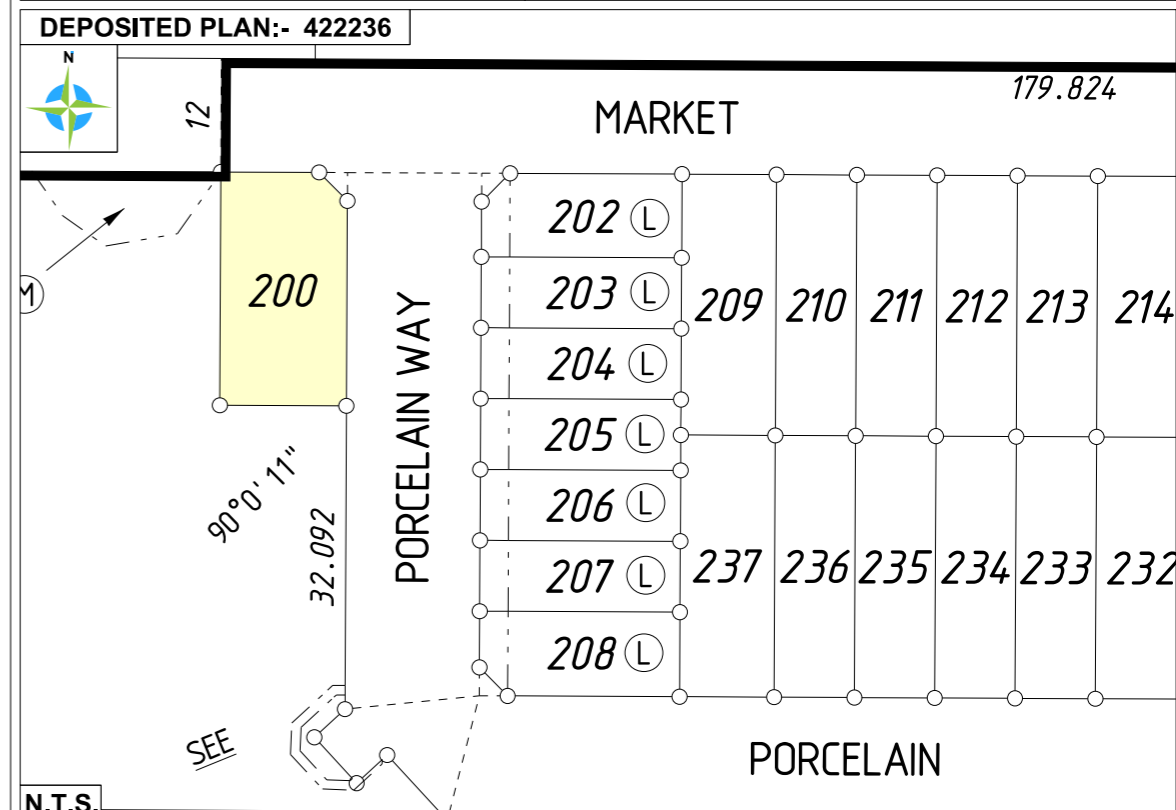 DEPOSITED PLAN:- 422236
N
12
179.824
MARKET
200
M
PORCELAIN WAY
202 L
203 L
204 L
205 L
206 L
207 L
208 L
209 210 211 212 213 214
237 236 235 234 233 232
90°0'11"
32.092
SEE
PORCELAIN
N.T.S.